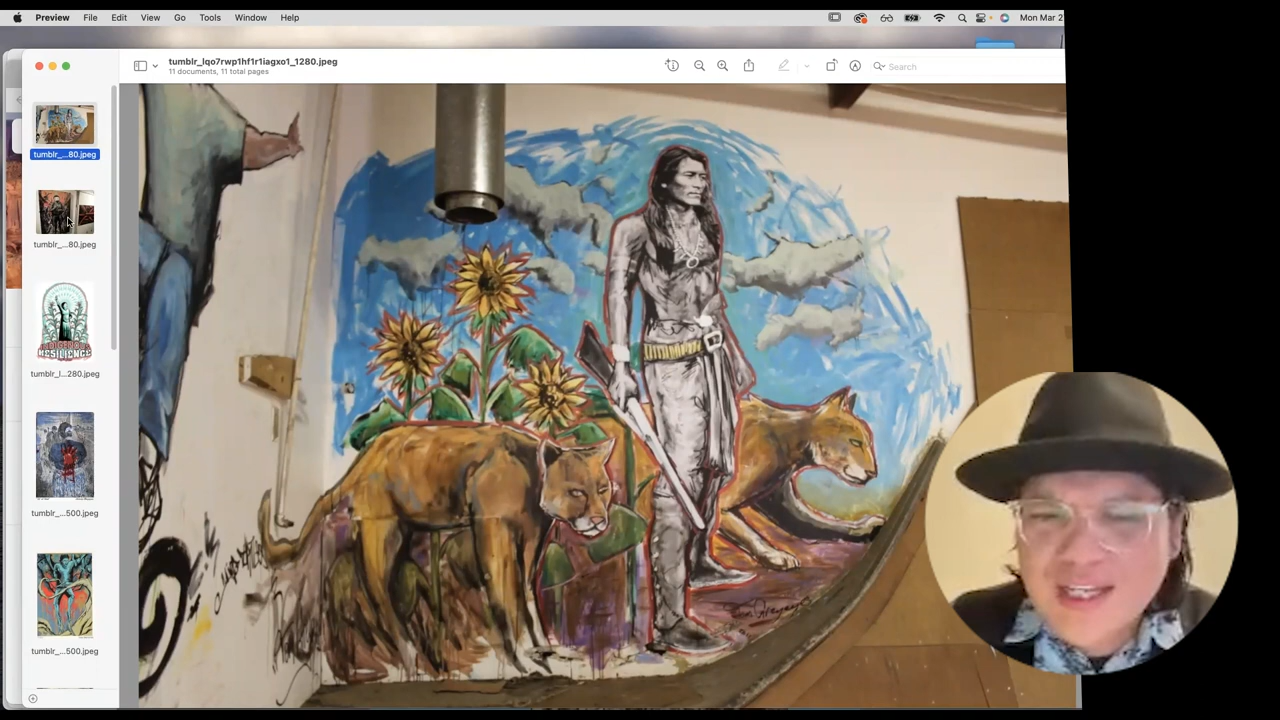 Preview File Edit View Go Tools Window Help Mon Mar 2
tumblr_lqo7rwp1hf1r1iagxo1_1280.jpeg
11 documents, 11 total pages
Search
tumblr_...80.jpeg
tumblr_...80.jpeg
INDIGENOUS
RESILIENCE
tumblr_l...280.jpeg
tumblr_...500.jpeg
tumblr_...500.jpeg